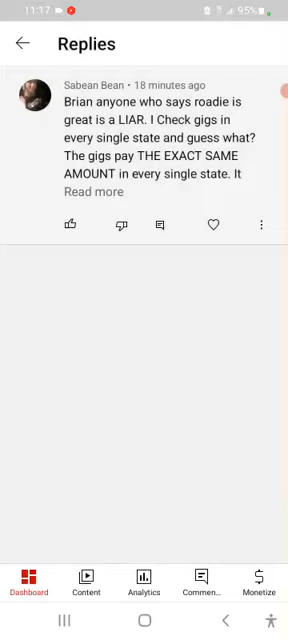 11:17 95%
Replies
Sabean Bean • 18 minutes ago
Brian anyone who says roadie is
great is a LIAR. I Check gigs in
every single state and guess what?
The gigs pay THE EXACT SAME
AMOUNT in every single state. It
Read more
Dashboard Content Analytics Commen... Monetize